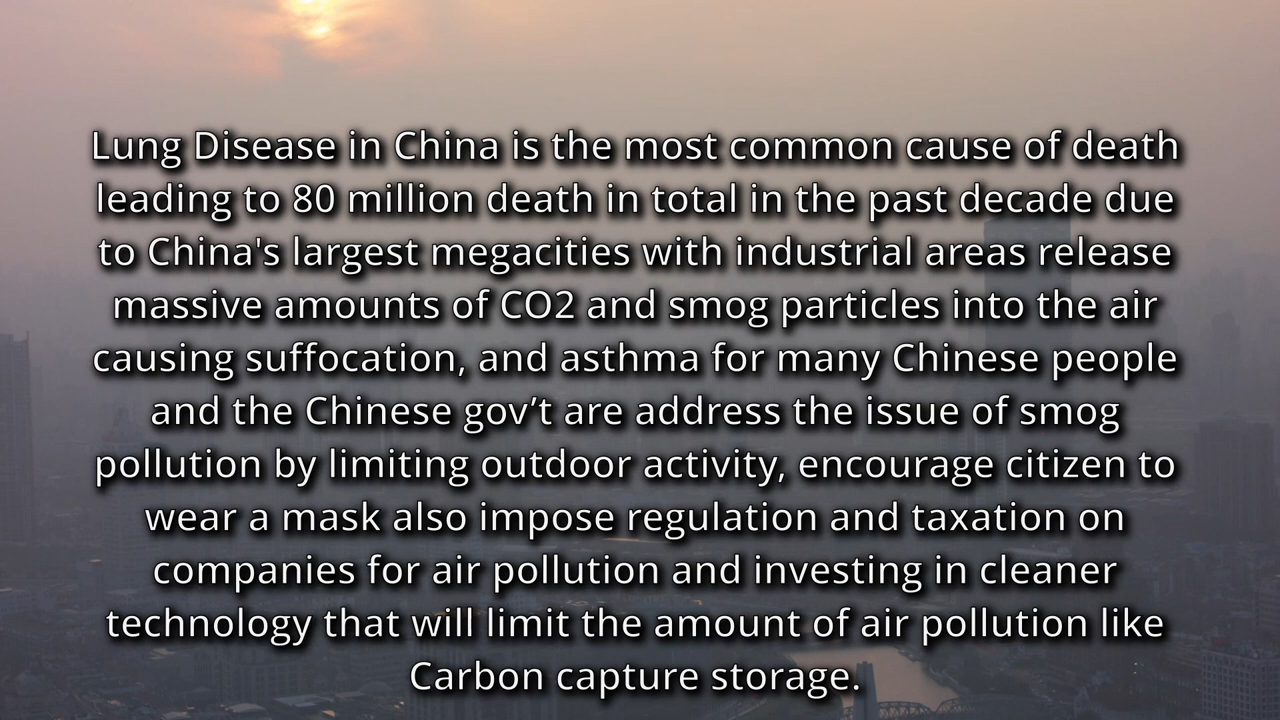 Lung Disease in China is the most common cause of death
leading to 80 million death in total in the past decade due
to China's largest megacities with industrial areas release
massive amounts of CO2 and smog particles into the air
causing suffocation, and asthma for many Chinese people
and the Chinese gov’t are address the issue of smog
pollution by limiting outdoor activity, encourage citizen to
wear a mask also impose regulation and taxation on
companies for air pollution and investing in cleaner
technology that will limit the amount of air pollution like
Carbon capture storage.